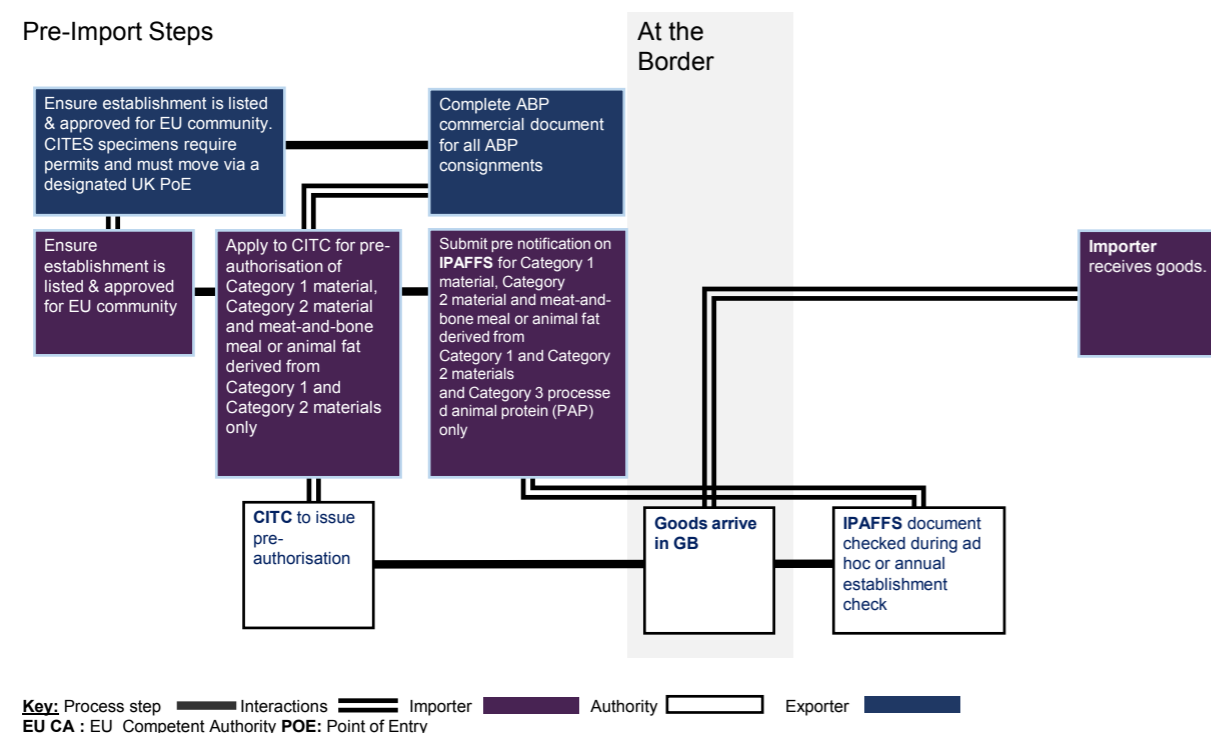 Pre-Import Steps
At the
Border
Ensure establishment is listed
& approved for EU community.
CITES specimens require
permits and must move via a
designated UK PoE
Complete ABP
commercial document
for all ABP
consignments
Ensure
establishment is
listed & approved
for EU community
Apply to CITC for pre-
authorisation of
Category 1 material,
Category 2 material
and meat-and-bone
meal or animal fat
derived from
Category 1 and
Category 2 materials
only
Submit pre notification on
IPAFFS for Category 1
material, Category
2 material and meat-and-
bone meal or animal fat
derived from
Category 1 and Category
2 materials
and Category 3 processe
d animal protein (PAP)
only
Importer
receives goods.
CITC to issue
pre-
authorisation
Goods arrive
in GB
IPAFFS document
checked during ad
hoc or annual
establishment
check
Key: Process step Interactions Importer Authority Exporter
EU CA : EU Competent Authority POE: Point of Entry